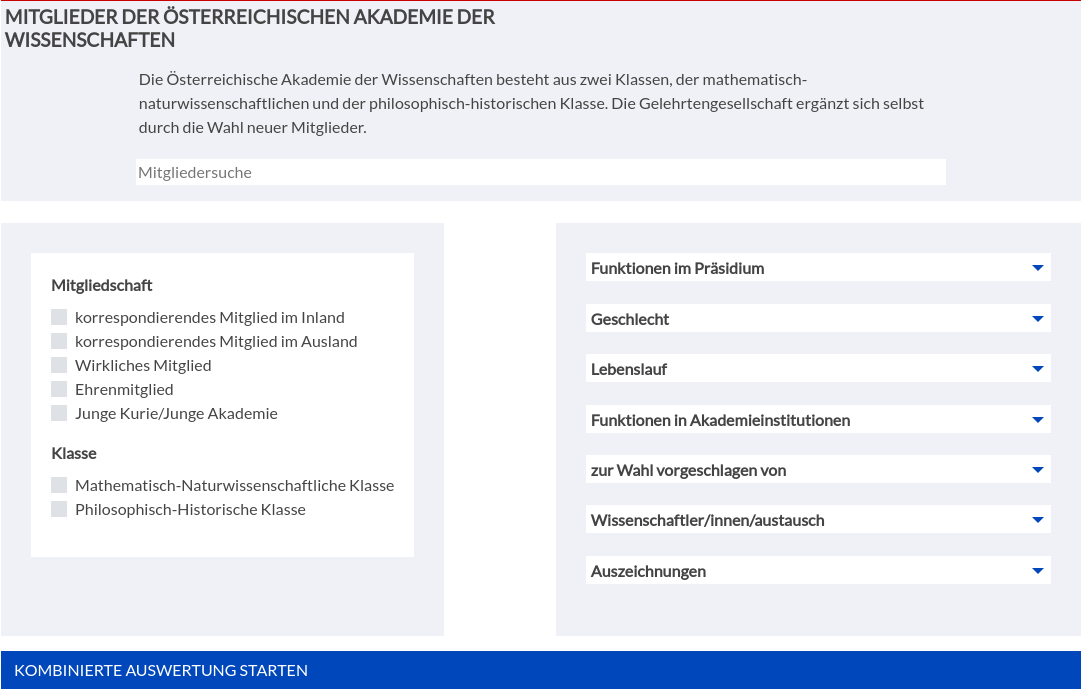 MITGLIEDER DER ÖSTERREICHISCHEN AKADEMIE DER
WISSENSCHAFTEN
Die Österreichische Akademie der Wissenschaften besteht aus zwei Klassen, der mathematisch-
naturwissenschaftlichen und der philosophisch-historischen Klasse. Die Gelehrtengesellschaft ergänzt sich selbst
durch die Wahl neuer Mitglieder.
Mitgliedersuche
Mitgliedschaft
korrespondierendes Mitglied im Inland
korrespondierendes Mitglied im Ausland
Wirkliches Mitglied
Ehrenmitglied
Junge Kurie/Junge Akademie
Klasse
Mathematisch-Naturwissenschaftliche Klasse
Philosophisch-Historische Klasse
Funktionen im Präsidium
Geschlecht
Lebenslauf
Funktionen in Akademieinstitutionen
zur Wahl vorgeschlagen von
Wissenschaftler/innen/austausch
Auszeichnungen
KOMBINIERTE AUSWERTUNG STARTEN